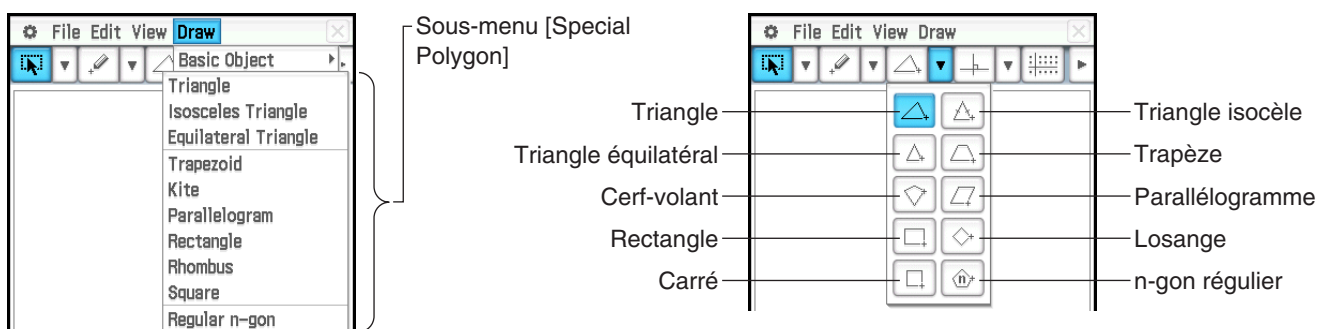 File Edit View Draw
Basic Object
Triangle
Isosceles Triangle
Equilateral Triangle
Trapezoid
Kite
Parallelogram
Rectangle
Rhombus
Square
Regular n-gon
Sous-menu [Special
Polygon]
File Edit View Draw
Triangle
Triangle isocèle
Triangle équilatéral
Trapèze
Cerf-volant
Parallélogramme
Rectangle
Losange
Carré
n
n-gon régulier